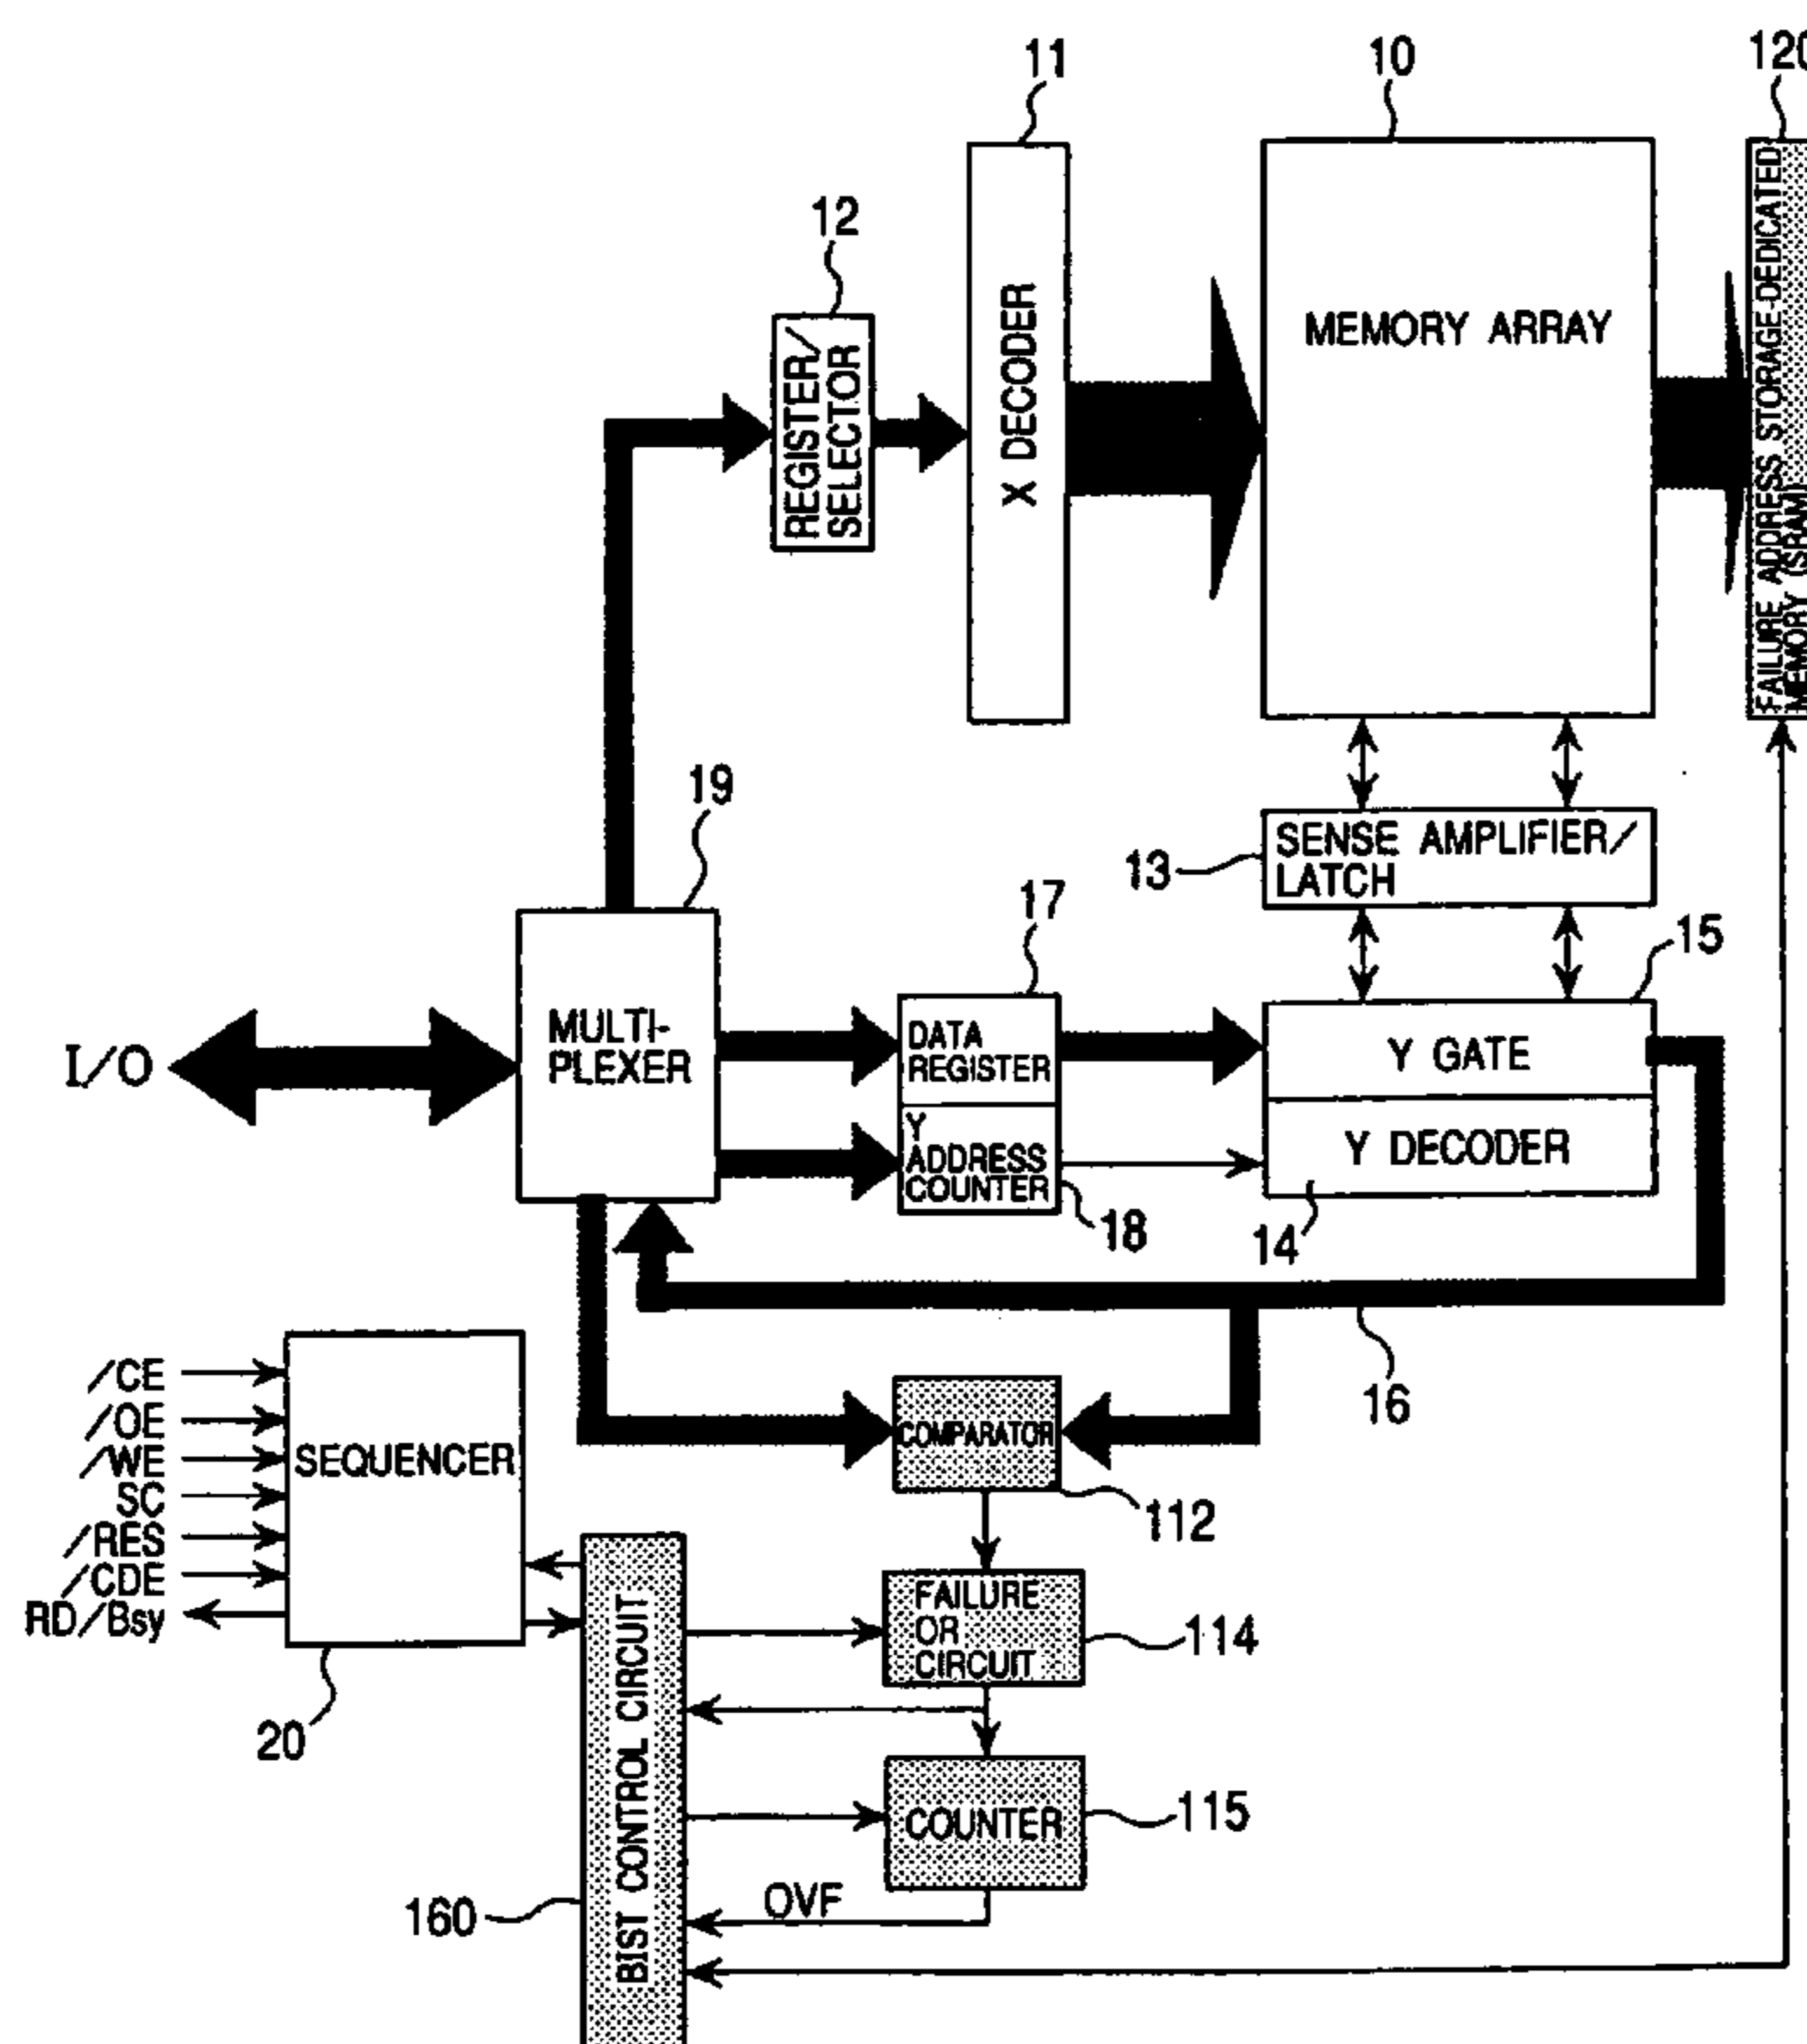 11
10
120
12
REGISTER/
SELECTOR
X DECODER
MEMORY ARRAY
FAILURE ADDRESS STORAGE-DEDICATED
MEMORY (SRAM)
19
13
SENSE AMPLIFIER/
LATCH
17
15
I/O
MULTI-
PLEXER
DATA
REGISTER
Y GATE
Y
ADDRESS
COUNTER
Y DECODER
18
14
16
/CE
/OE
/WE
SC
/RES
/CDE
RD/Bsy
SEQUENCER
20
COMPARATOR
112
FAILURE
OR
CIRCUIT
114
BIST CONTROL CIRCUIT
COUNTER
115
160
OVF